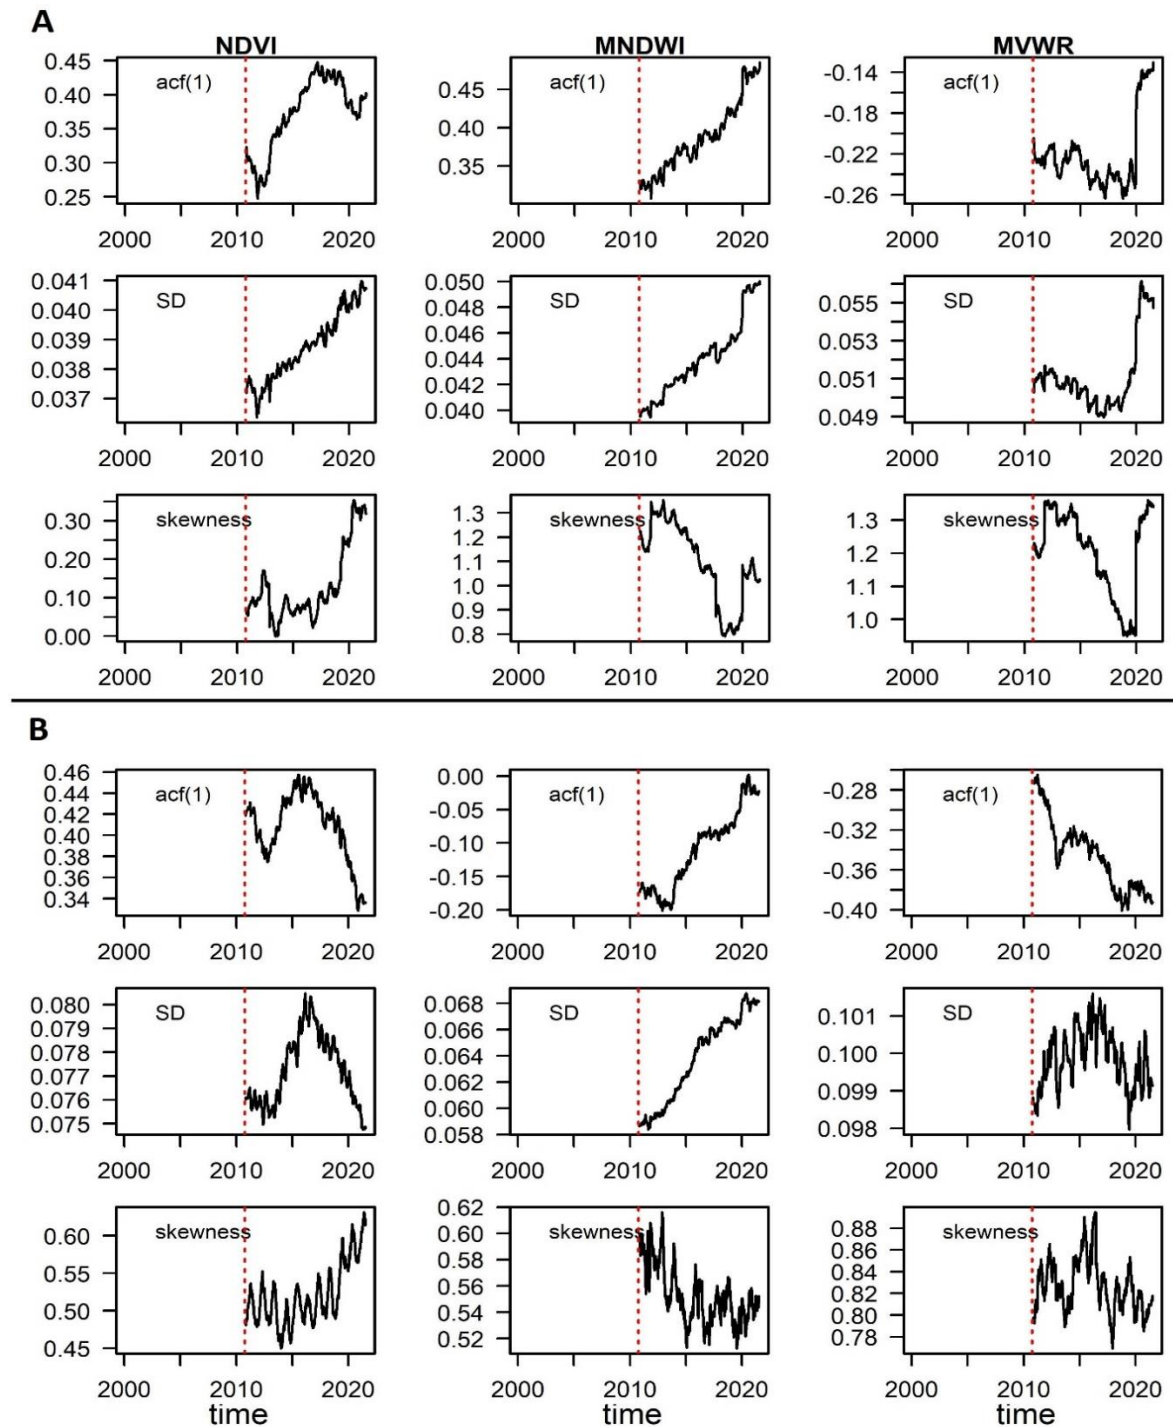 A
NDVI MNDWI MVWR
acf(1) acf(1) acf(1)
0.45 0.40 0.35 0.30 0.25
0.45 0.40 0.35
-0.14 -0.18 -0.22 -0.26
2000 2010 2020 2000 2010 2020 2000 2010 2020
SD SD SD
0.041 0.040 0.039 0.038 0.037
0.050 0.048 0.046 0.044 0.042 0.040
0.055 0.053 0.051 0.049
2000 2010 2020 2000 2010 2020 2000 2010 2020
skewness skewness skewness
0.30 0.20 0.10 0.00
1.3 1.2 1.1 1.0 0.9 0.8
1.3 1.2 1.0
2000 2010 2020 2000 2010 2020 2000 2010 2020
B
acf(1) acf(1) acf(1)
0.46 0.44 0.42 0.40 0.38 0.36 0.34
0.00 -0.05 -0.10 -0.15 -0.20
-0.28 -0.32 -0.36 -0.40
2000 2010 2020 2000 2010 2020 2000 2010 2020
SD SD SD
0.080 0.079 0.078 0.077 0.076 0.075
0.068 0.066 0.064 0.062 0.060 0.058
0.101 0.100 0.099 0.098
2000 2010 2020 2000 2010 2020 2000 2010 2020
skewness skewness skewness
0.60 0.55 0.50 0.45
0.62 0.60 0.58 0.56 0.54 0.52
0.88 0.86 0.84 0.82 0.80 0.78
2000 2010 2020 2000 2010 2020 2000 2010 2020
time time time